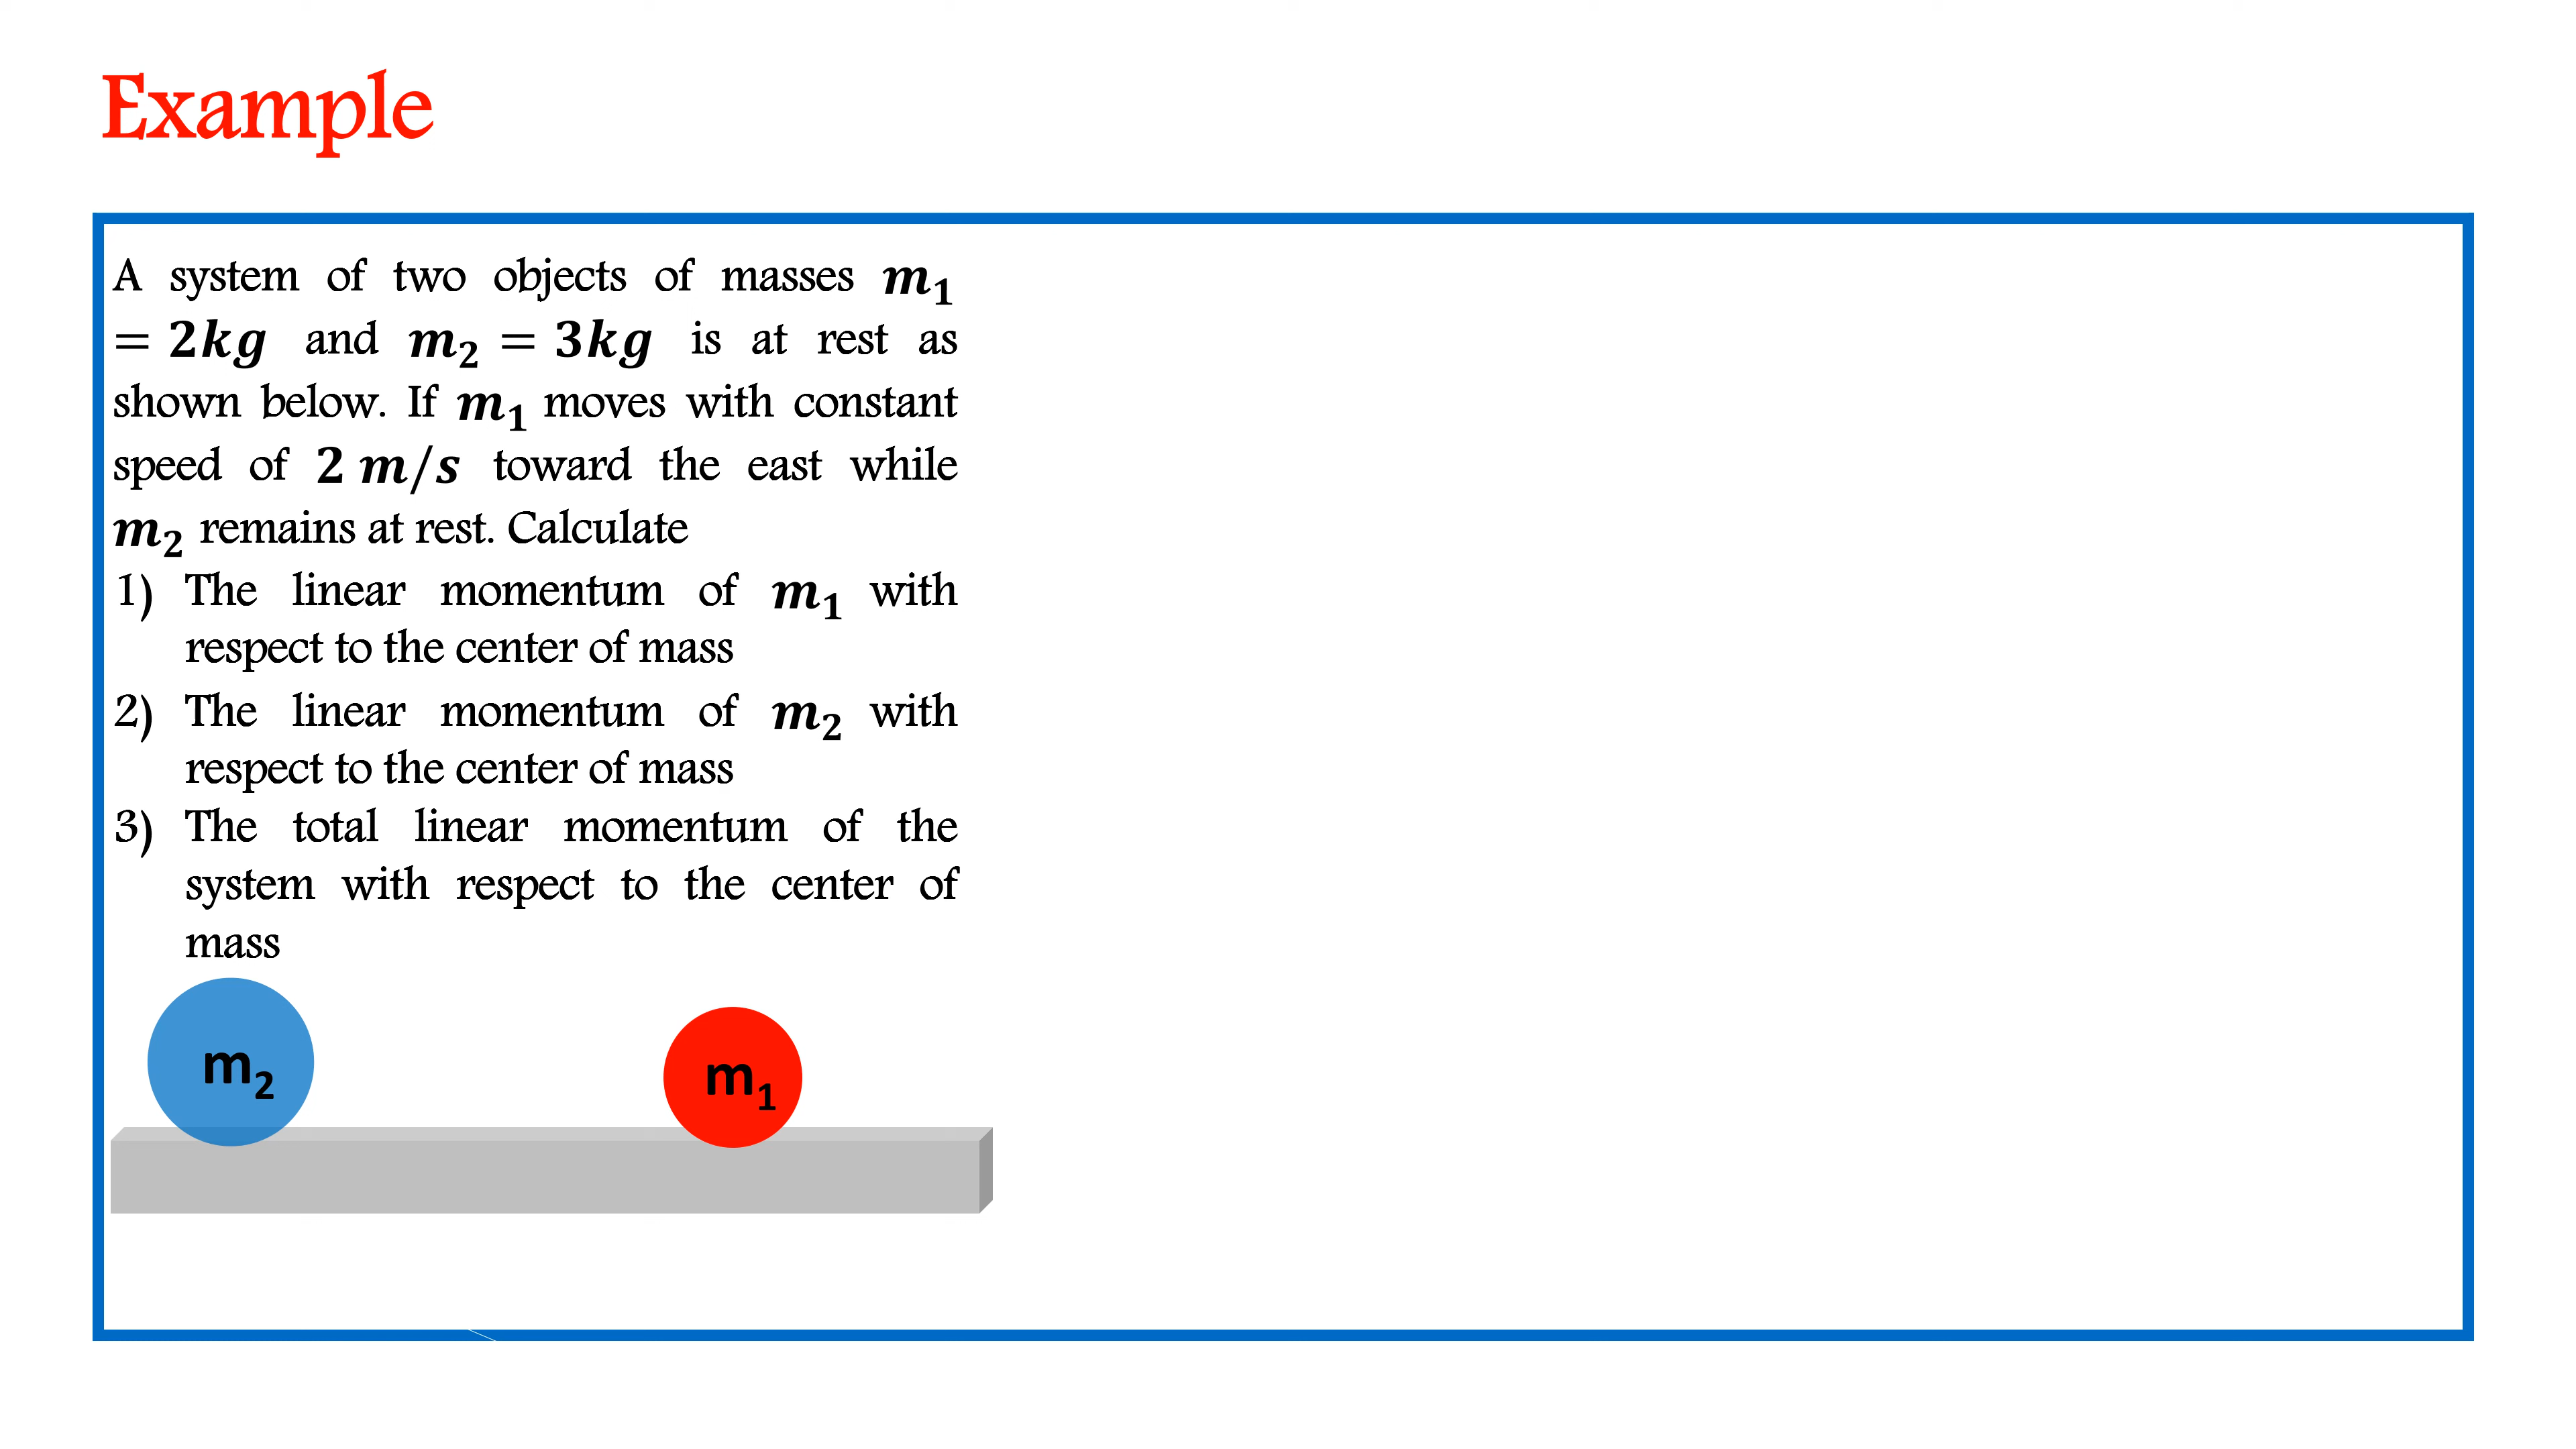 Example
A system of two objects of masses m₁
= 2kg and m₂ = 3kg is at rest as
shown below. If m₁ moves with constant
speed of 2 m/s toward the east while
m₂ remains at rest. Calculate
1) The linear momentum of m₁ with
respect to the center of mass
2) The linear momentum of m₂ with
respect to the center of mass
3) The total linear momentum of the
system with respect to the center of
mass
m₂
m₁